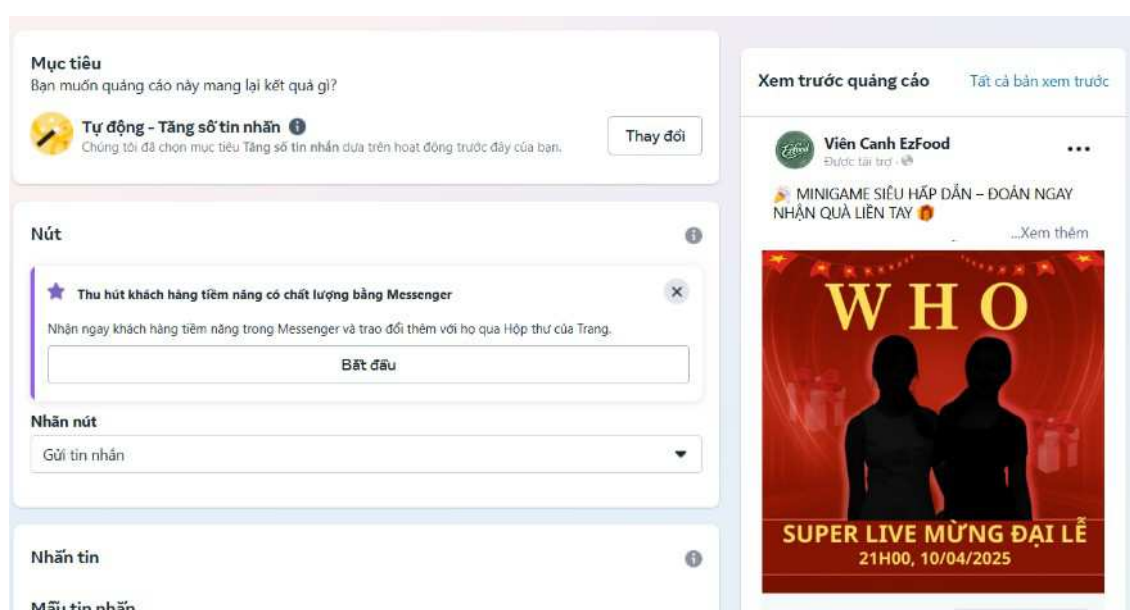 Mục tiêu
Bạn muốn quảng cáo này mang lại kết quả gì?
Tự động - Tăng số tin nhắn
Chúng tôi đã chọn mục tiêu Tăng số tin nhắn dựa trên hoạt động trước đây của bạn.
Thay đổi
Nút
Thu hút khách hàng tiềm năng có chất lượng bằng Messenger
Nhận ngay khách hàng tiềm năng trong Messenger và trao đổi thêm với họ qua Hộp thư của Trang.
Bắt đầu
Nhãn nút
Gửi tin nhắn
Nhắn tin
Mẫu tin nhắn
Xem trước quảng cáo
Tất cả bản xem trước
Ezfood
Viên Canh EzFood
Được tài trợ ·
MINIGAME SIÊU HẤP DẪN – ĐOÁN NGAY
NHẬN QUÀ LIỀN TAY
...Xem thêm
WHO
SUPER LIVE MỪNG ĐẠI LỄ
21H00, 10/04/2025